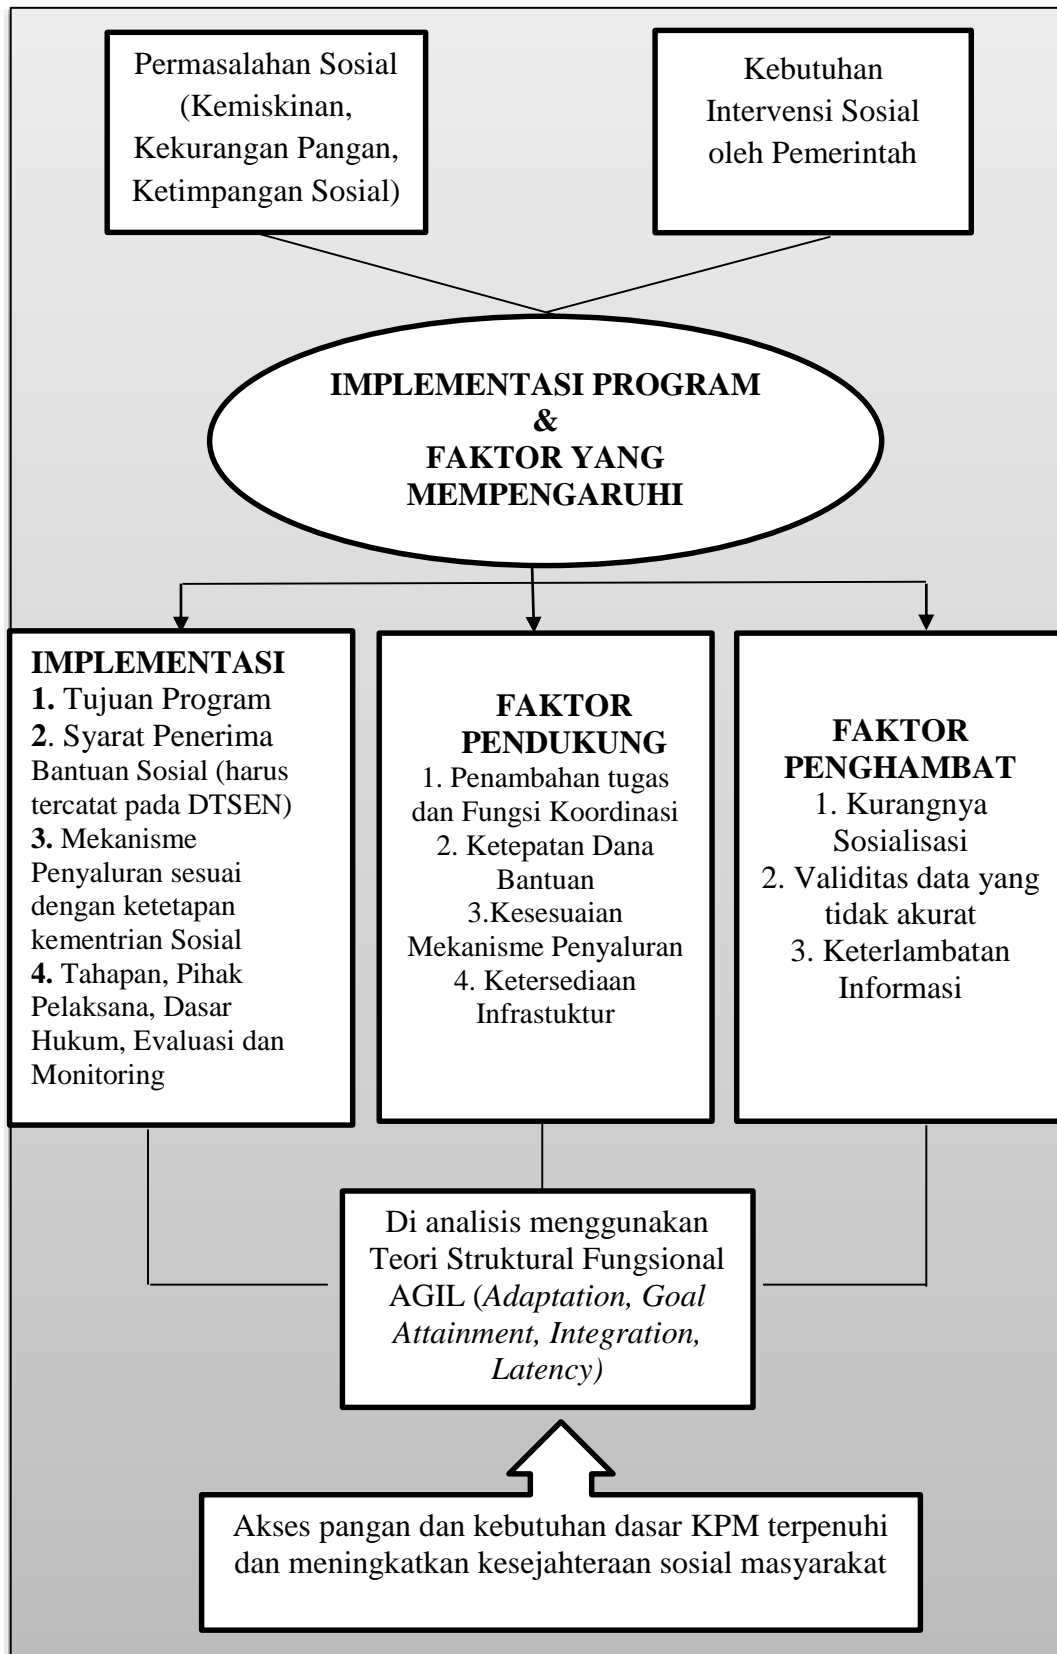 Permasalahan Sosial
(Kemiskinan,
Kekurangan Pangan,
Ketimpangan Sosial)
Kebutuhan
Intervensi Sosial
oleh Pemerintah
IMPLEMENTASI PROGRAM
&
FAKTOR YANG
MEMPENGARUHI
IMPLEMENTASI
1. Tujuan Program
2. Syarat Penerima
Bantuan Sosial (harus
tercatat pada DTSEN)
3. Mekanisme
Penyaluran sesuai
dengan ketetapan
kementrian Sosial
4. Tahapan, Pihak
Pelaksana, Dasar
Hukum, Evaluasi dan
Monitoring
FAKTOR
PENDUKUNG
1. Penambahan tugas
dan Fungsi Koordinasi
2. Ketepatan Dana
Bantuan
3.Kesesuaian
Mekanisme Penyaluran
4. Ketersediaan
Infrastuktur
FAKTOR
PENGHAMBAT
1. Kurangnya
Sosialisasi
2. Validitas data yang
tidak akurat
3. Keterlambatan
Informasi
Di analisis menggunakan
Teori Struktural Fungsional
AGIL (Adaptation, Goal
Attainment, Integration,
Latency)
Akses pangan dan kebutuhan dasar KPM terpenuhi
dan meningkatkan kesejahteraan sosial masyarakat